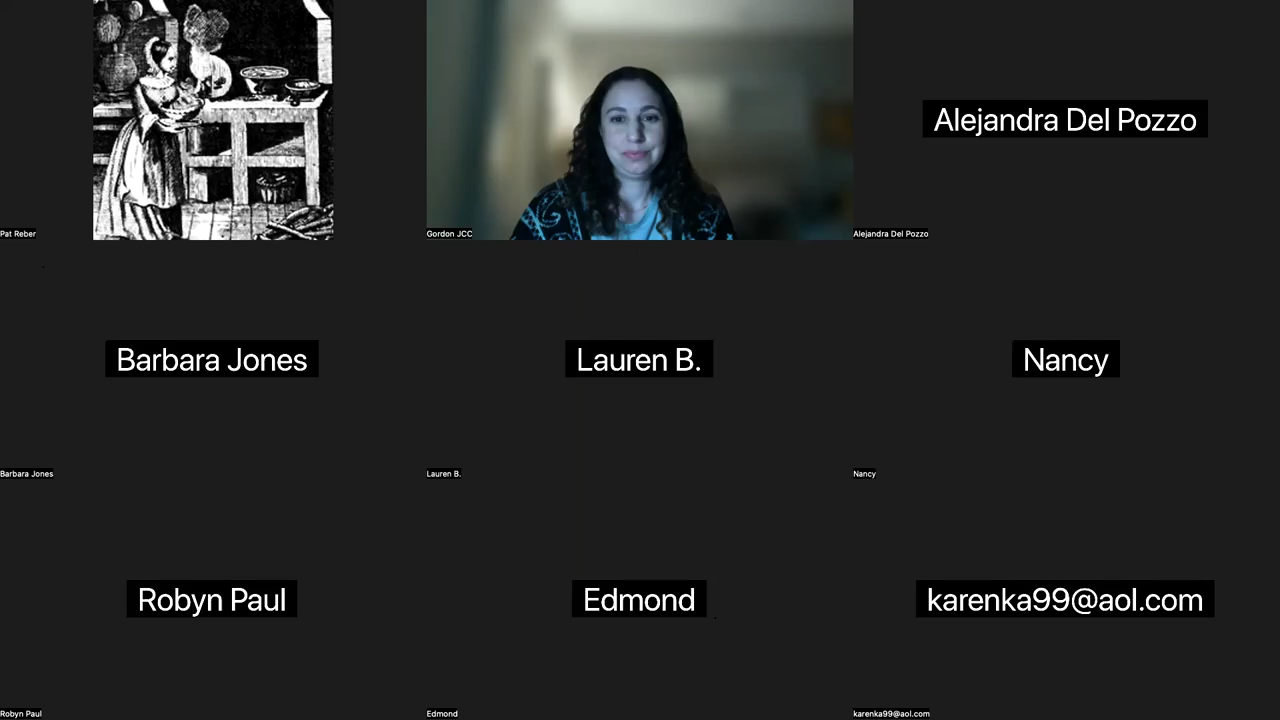 Alejandra Del Pozzo
Pat Reber
Gordon JCC
Alejandra Del Pozzo
Barbara Jones
Lauren B.
Nancy
Barbara Jones
Lauren B.
Nancy
Robyn Paul
Edmond
karenka99@aol.com
Robyn Paul
Edmond
karenka99@aol.com